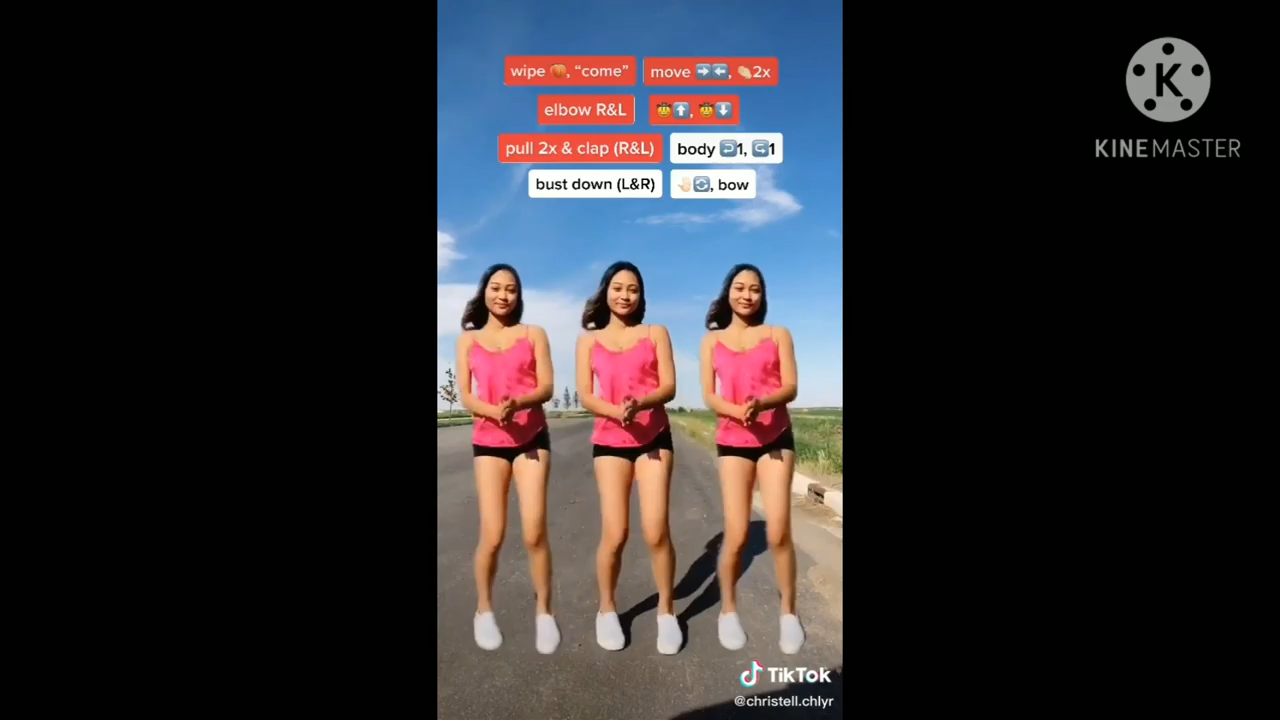 wipe 🍑, “come” move ➡️⬅️, 👏🏻2x
elbow R&L 🤠⬆️, 🤠⬇️
pull 2x & clap (R&L) body ↩️1, ↪️1
bust down (L&R) 🤚🏻🔄, bow
K
KINEMASTER
TikTok
@christell.chlyr